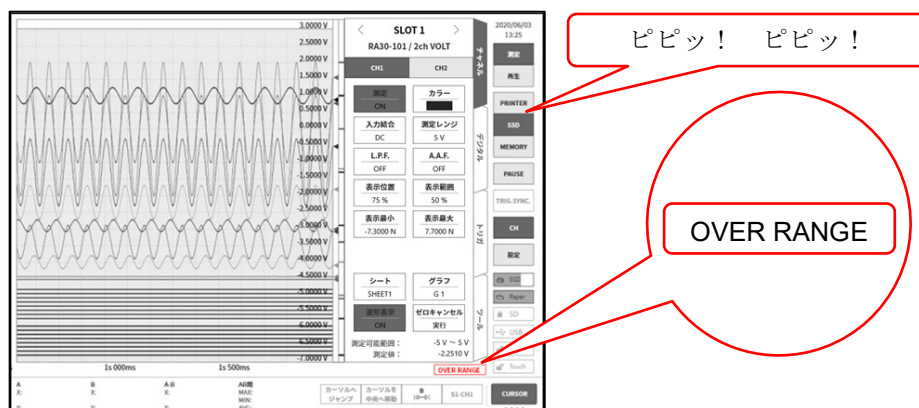 3.0000 V
2.5000 V
2.0000 V
1.5000 V
1.0000 V
0.5000 V
0.0000 V
-0.5000 V
-1.0000 V
-1.5000 V
-2.0000 V
-2.5000 V
-3.0000 V
-3.5000 V
-4.0000 V
-4.5000 V
-5.0000 V
-5.5000 V
-6.0000 V
-6.5000 V
-7.0000 V
1s 000ms
1s 500ms
SLOT 1
RA30-101 / 2ch VOLT
CH1
CH2
測定
ON
カラー
入力結合
DC
測定レンジ
5 V
L.P.F.
OFF
A.A.F.
OFF
表示位置
75 %
表示範囲
50 %
表示最小
-7.3000 N
表示最大
7.7000 N
シート
SHEET1
グラフ
G 1
波形表示
ON
ゼロキャンセル
実行
測定可能範囲：
-5 V ～ 5 V
測定値：
-2.2510 V
OVER RANGE
チャネル
デジタル
トリガ
ツール
2020/06/03
13:25
測定
再生
PRINTER
SSD
MEMORY
PAUSE
TRIG.SYNC.
CH
設定
SSD
Paper
SD
USB
Touch
A
B
A-B
AB間
X:
X:
X:
MAX:
MIN:
カーソルへ
ジャンプ
カーソルを
中央へ移動
B
S1-CH1
CURSOR
ピピッ！　ピピッ！
OVER RANGE